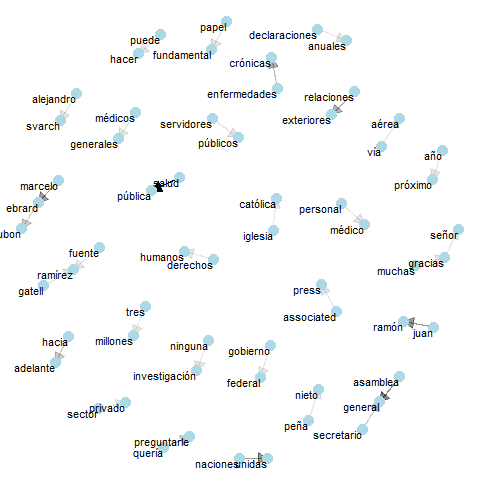 papel
declaraciones
puede
anuales
fundamental
hacer
crónicas
enfermedades
relaciones
alejandro
médicos
exteriores
svarch
servidores
aérea
generales
públicos
vía
año
salud
próximo
marcelo
pública
ebrard
católica
personal
ubon
iglesia
médico
señor
fuente
humanos
gracias
derechos
muchas
ramírez
gatell
press
tres
associated
ramón
juan
hacia
millones
ninguna
gobierno
adelante
investigación
federal
asamblea
nieto
general
privado
sector
peña
secretario
preguntarle
quería
naciones
unidas